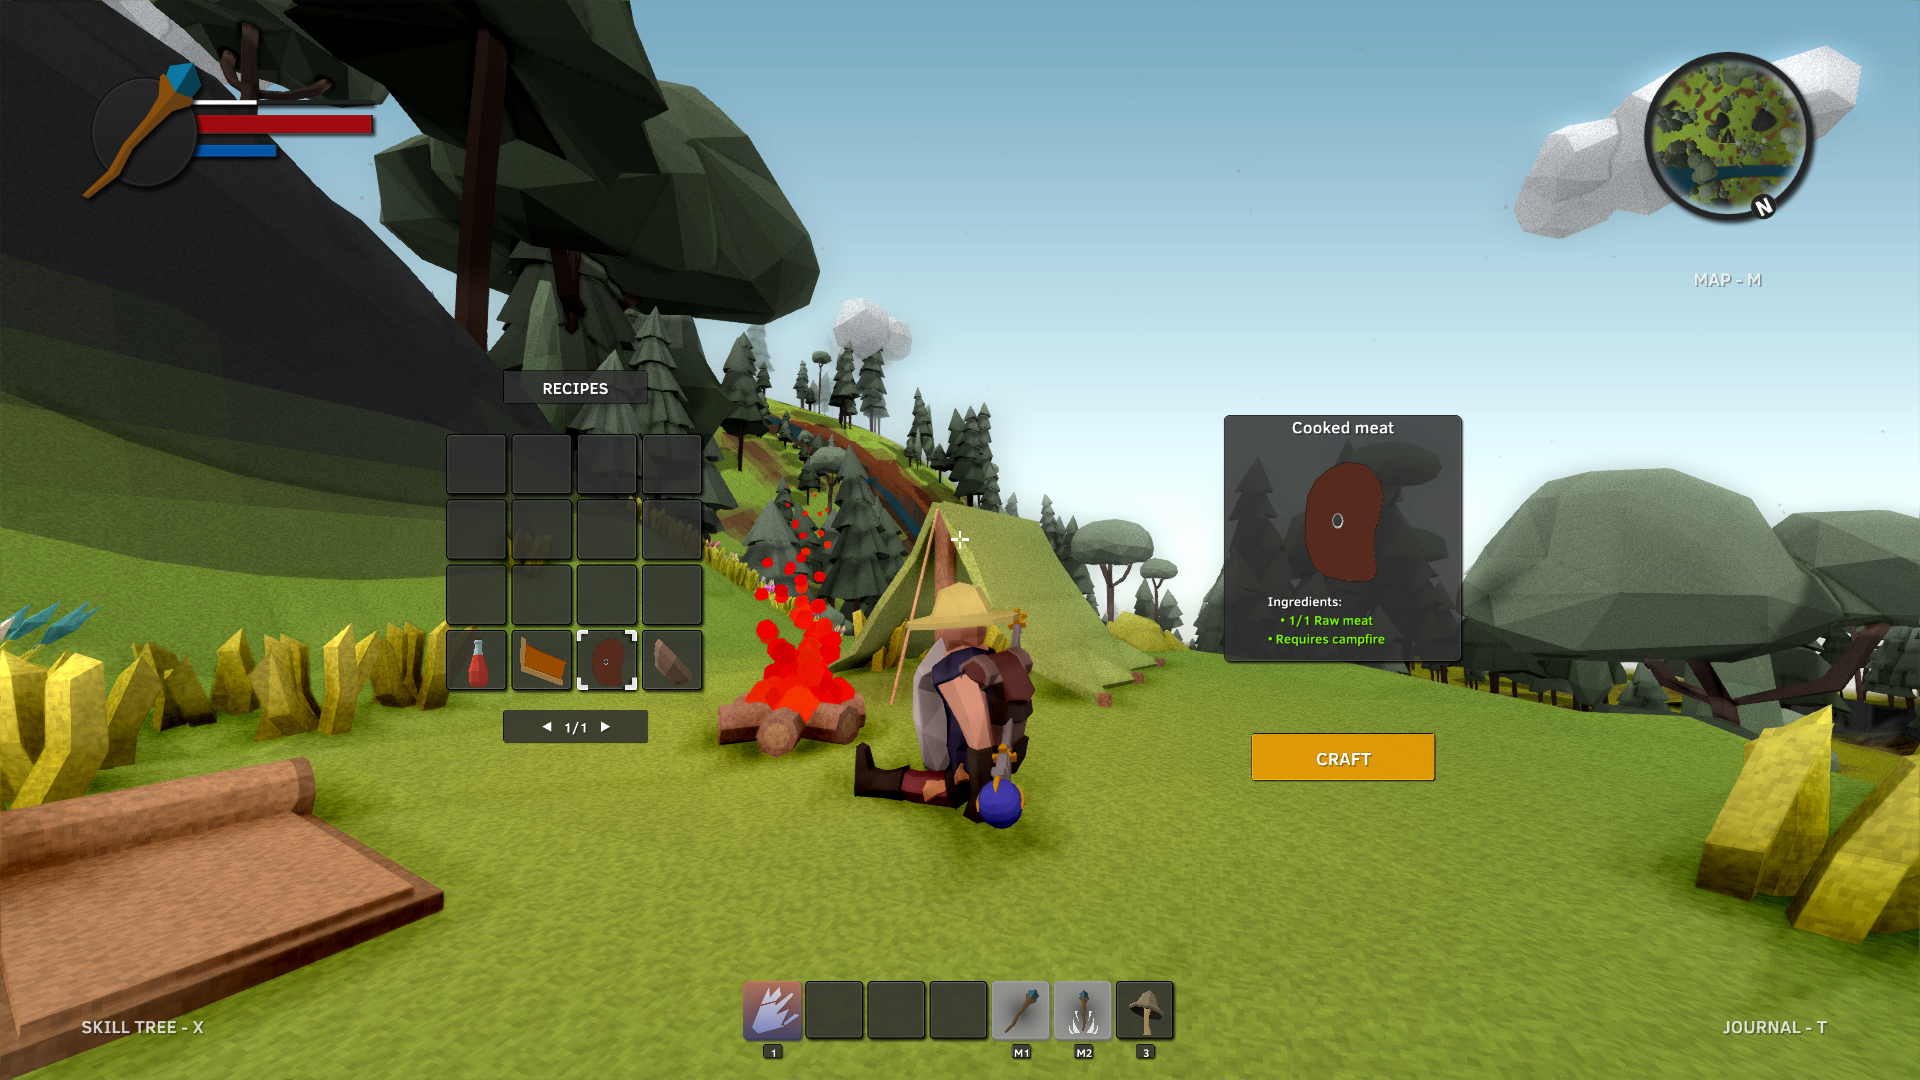 N
MAP - M
RECIPES
◄ 1/1 ►
Cooked meat
Ingredients:
• 1/1 Raw meat
• Requires campfire
CRAFT
SKILL TREE - X
1
M1
M2
3
JOURNAL - T